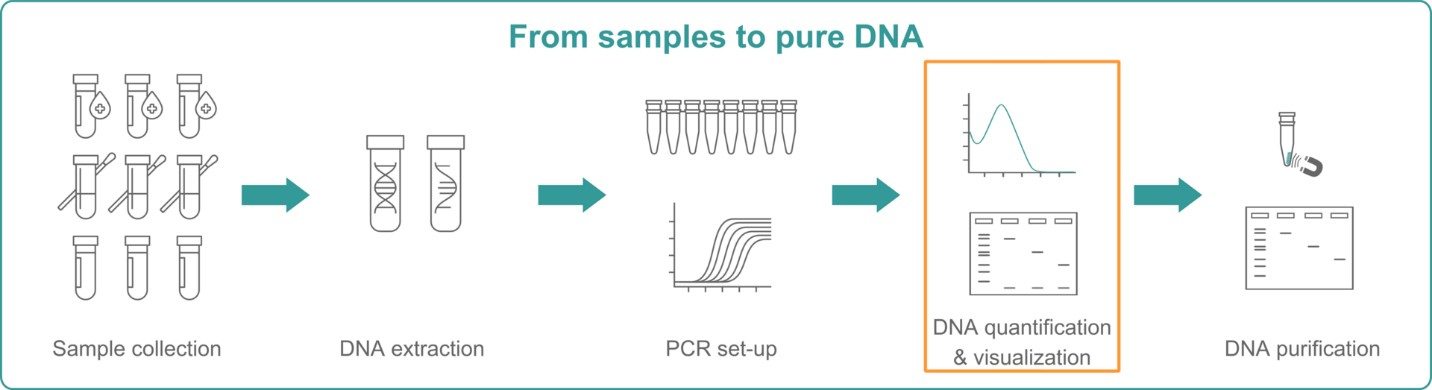 From samples to pure DNA
Sample collection
DNA extraction
PCR set-up
DNA quantification
& visualization
DNA purification